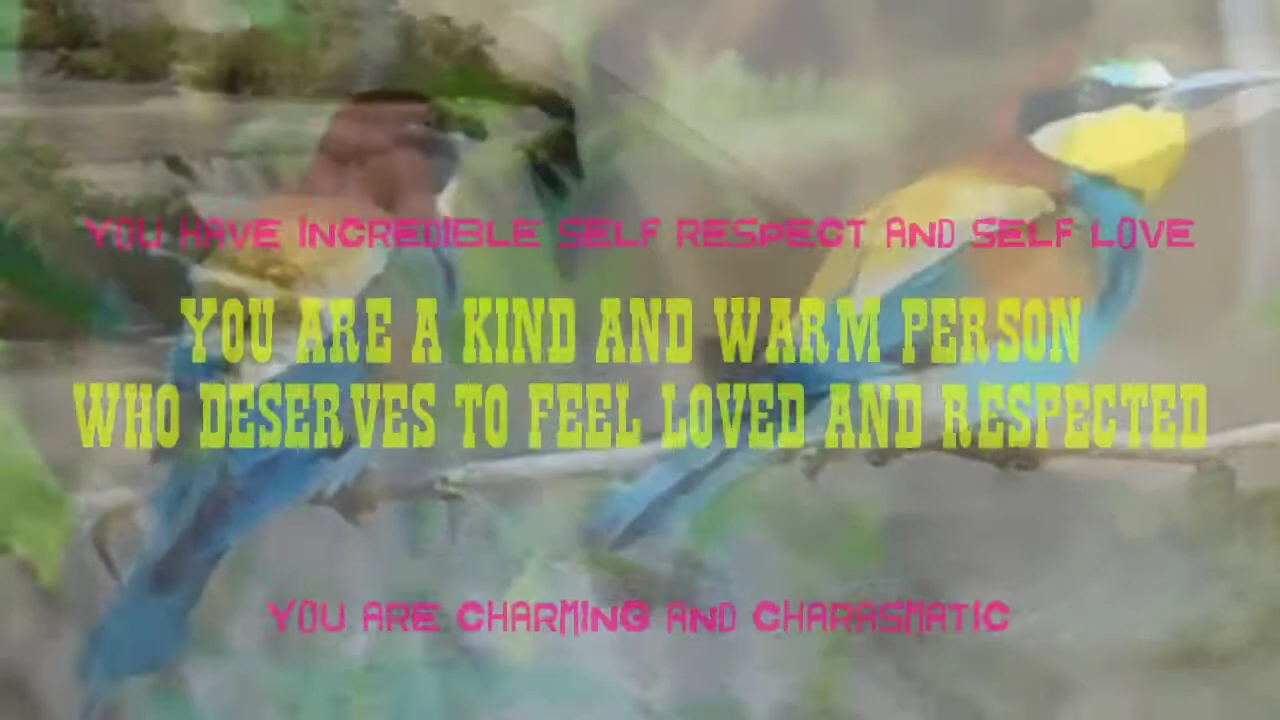 YOU HAVE INCREDIBLE SELF RESPECT AND SELF LOVE
YOU ARE A KIND AND WARM PERSON
WHO DESERVES TO FEEL LOVED AND RESPECTED
YOU ARE CHARMING AND CHARASMATIC